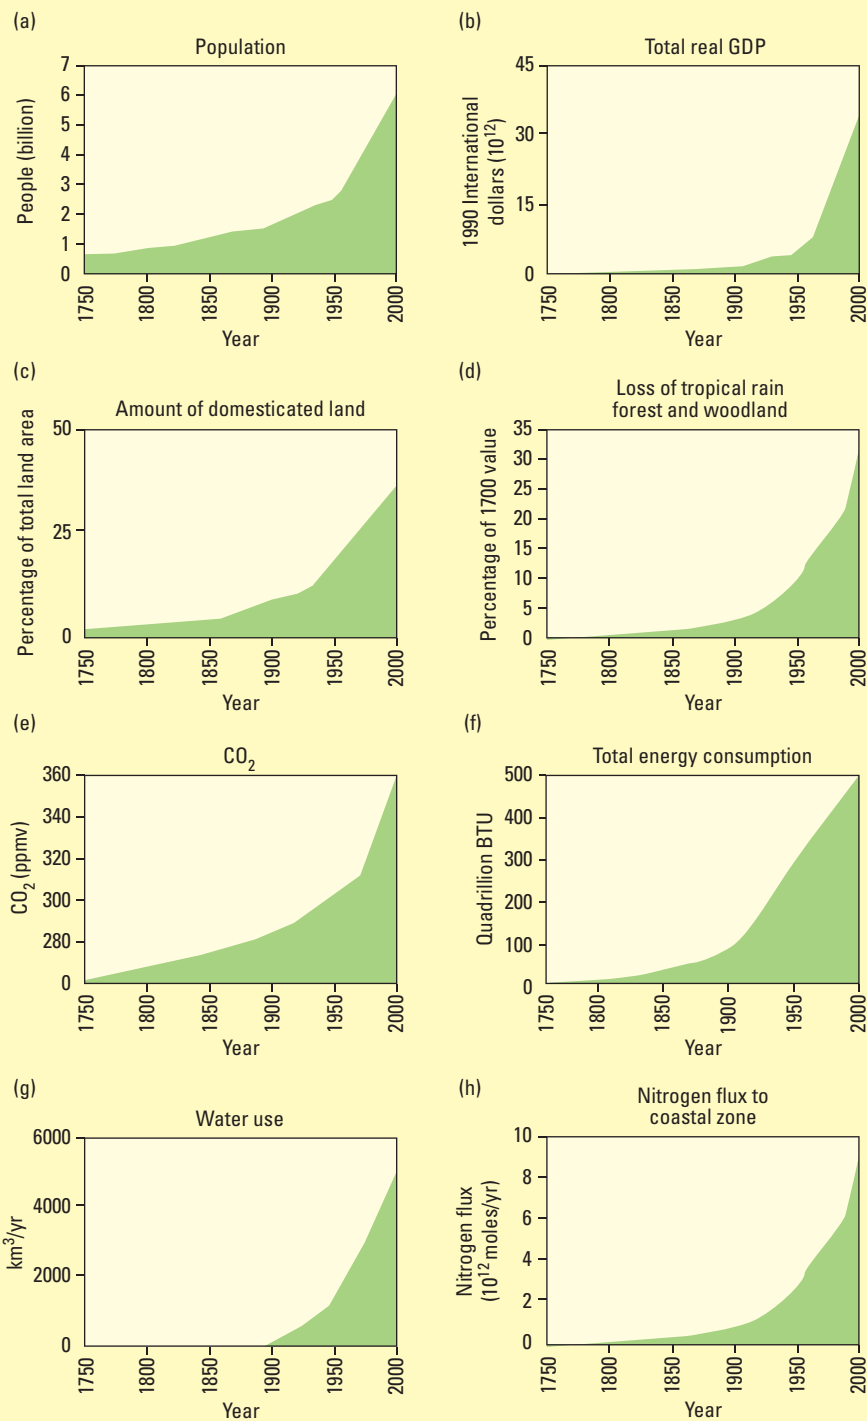 (a)
Population
People (billion)
7
6
5
4
3
2
1
0
1750
1800
1850
1900
1950
2000
Year
(b)
Total real GDP
1990 International
dollars (10¹²)
45
30
15
0
1750
1800
1850
1900
1950
2000
Year
(c)
Amount of domesticated land
Percentage of total land area
50
25
0
1750
1800
1850
1900
1950
2000
Year
(d)
Loss of tropical rain
forest and woodland
Percentage of 1700 value
35
30
25
20
15
10
5
0
1750
1800
1850
1900
1950
2000
Year
(e)
CO₂
CO₂ (ppmv)
360
340
320
300
280
0
1750
1800
1850
1900
1950
2000
Year
(f)
Total energy consumption
Quadrillion BTU
500
400
300
200
100
0
1750
1800
1850
1900
1950
2000
Year
(g)
Water use
km³/yr
6000
4000
2000
0
1750
1800
1850
1900
1950
2000
Year
(h)
Nitrogen flux to
coastal zone
Nitrogen flux
(10¹² moles/yr)
10
8
6
4
2
0
1750
1800
1850
1900
1950
2000
Year